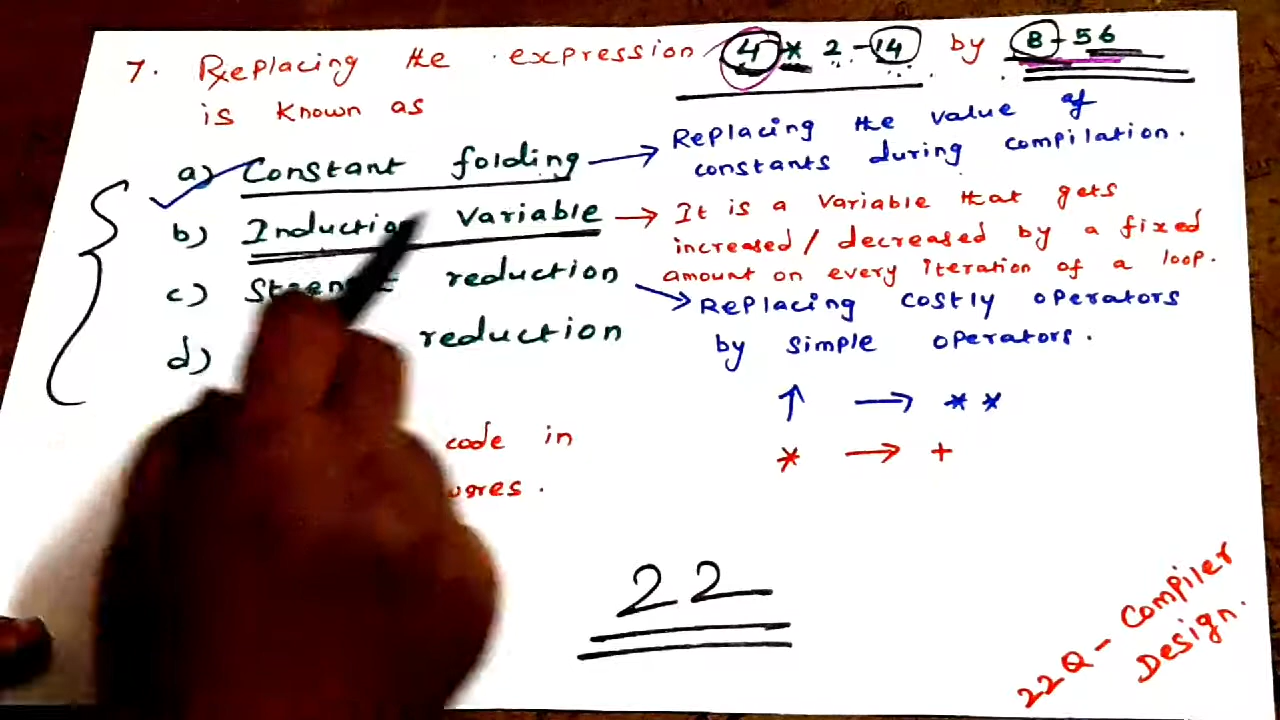 7. Replacing the expression 4 * 2 - 14 by 8 - 56
is known as
a) Constant folding → Replacing the value of
constants during compilation.
b) Induction Variable → It is a variable that gets
increased / decreased by a fixed
amount on every iteration of a loop.
c) reduction → Replacing costly operators
by simple operators.
d) reduction
↑ → **
* → +
code in
22
22Q - Compiler
Design.